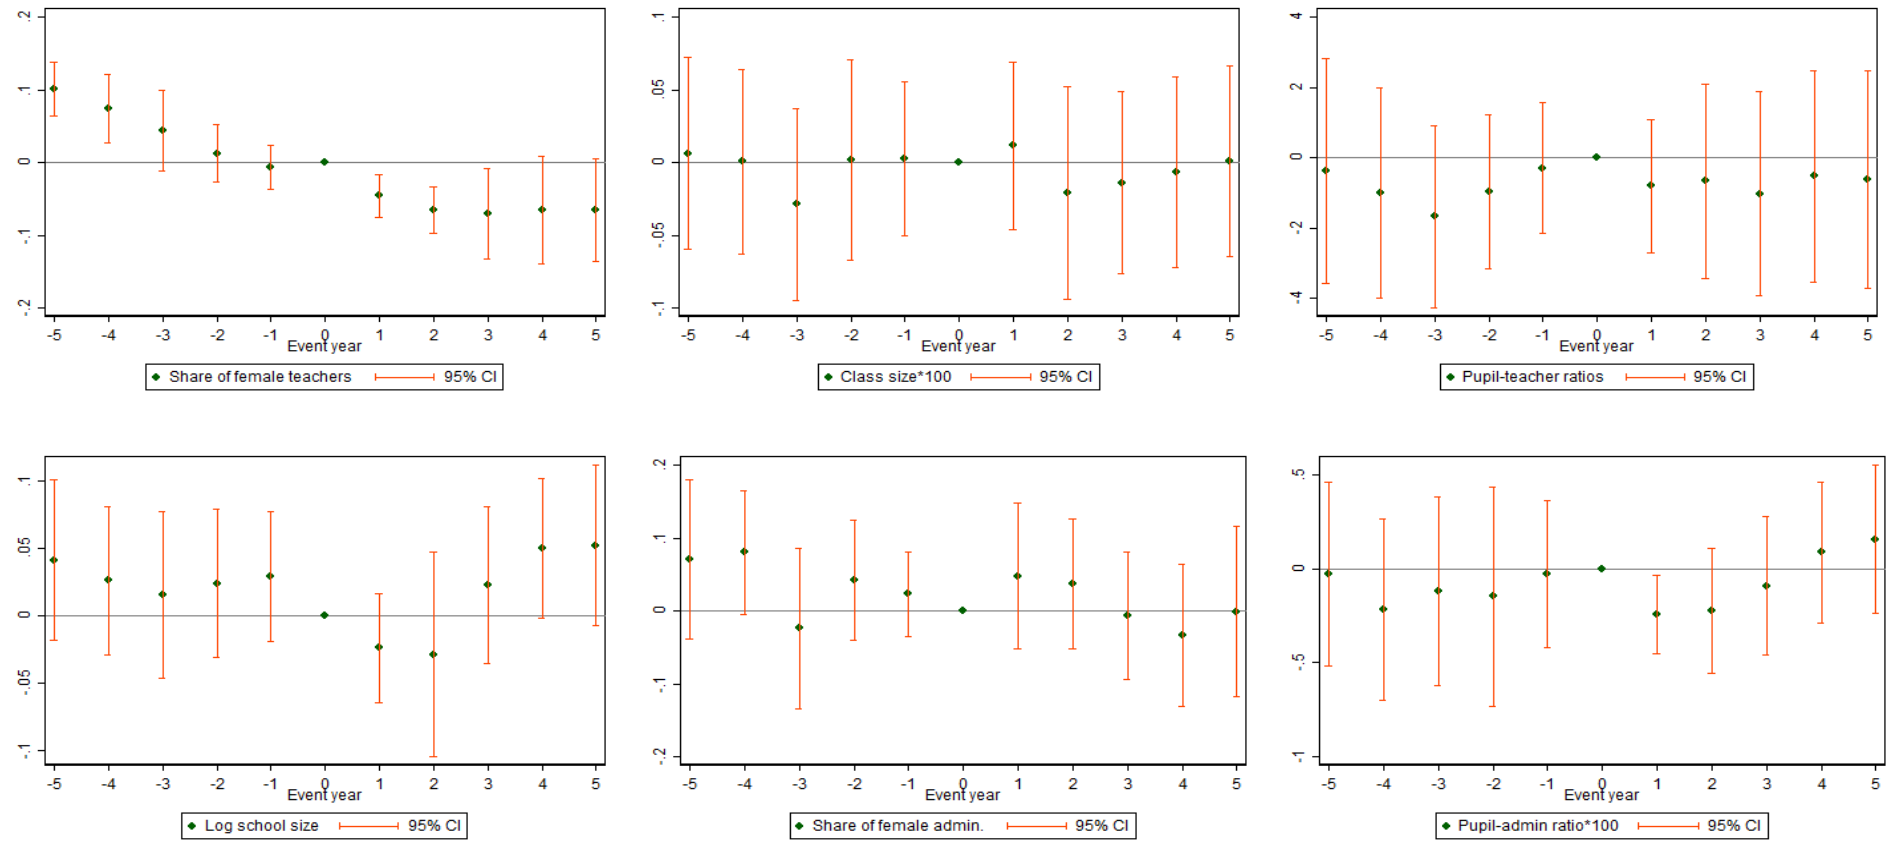 .2
.1
0
-.1
-.2
-5 -4 -3 -2 -1 0 1 2 3 4 5
Event year
Share of female teachers 95% CI
.1
.05
0
-.05
-.1
-5 -4 -3 -2 -1 0 1 2 3 4 5
Event year
Class size*100 95% CI
4
2
0
-2
-4
-5 -4 -3 -2 -1 0 1 2 3 4 5
Event year
Pupil-teacher ratios 95% CI
.1
.05
0
-.05
-.1
-5 -4 -3 -2 -1 0 1 2 3 4 5
Event year
Log school size 95% CI
.2
.1
0
-.1
-.2
-5 -4 -3 -2 -1 0 1 2 3 4 5
Event year
Share of female admin. 95% CI
.5
0
-.5
-1
-5 -4 -3 -2 -1 0 1 2 3 4 5
Event year
Pupil-admin ratio*100 95% CI